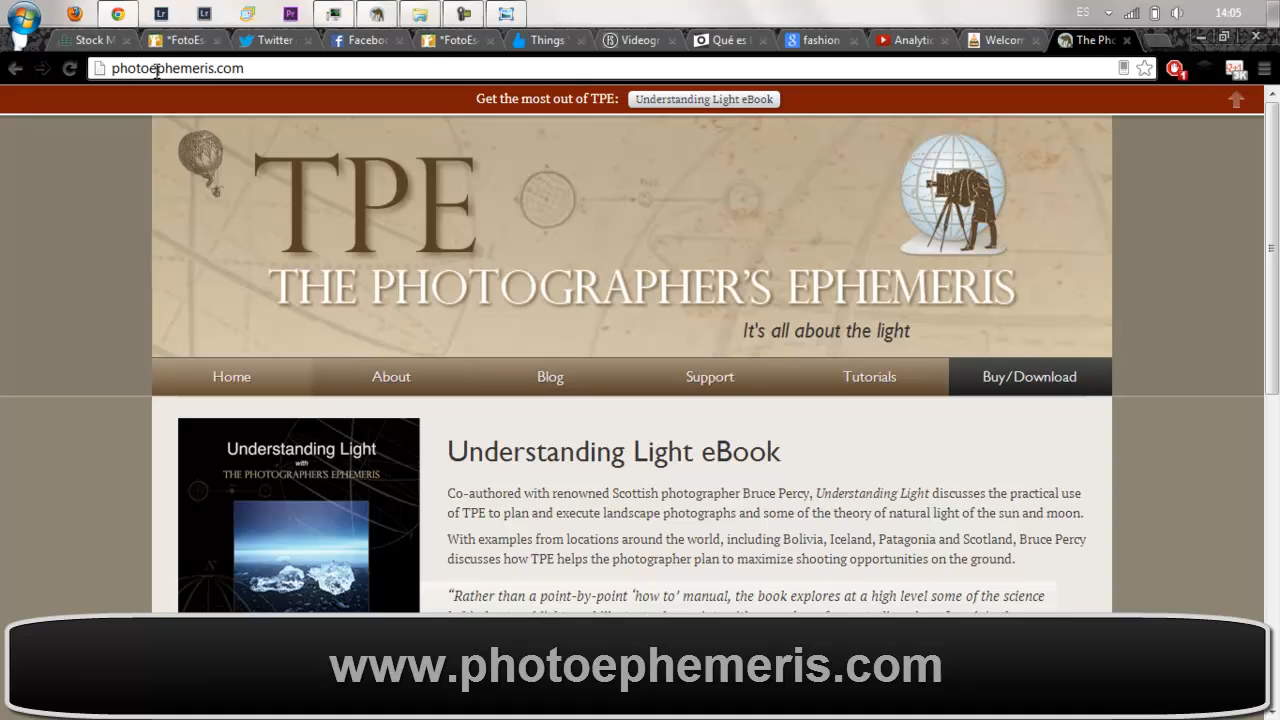 ES 14:05
Stock M *FotoEs Twitter Facebo *FotoEs Things Videogr Qué es fashion Analytic Welcom The Pho
photoephemeris.com
1 3K
Get the most out of TPE: Understanding Light eBook
TPE
THE PHOTOGRAPHER'S EPHEMERIS
It's all about the light
Home About Blog Support Tutorials Buy/Download
Understanding Light
with
THE PHOTOGRAPHER'S EPHEMERIS
N
Understanding Light eBook
Co-authored with renowned Scottish photographer Bruce Percy, Understanding Light discusses the practical use
of TPE to plan and execute landscape photographs and some of the theory of natural light of the sun and moon.
With examples from locations around the world, including Bolivia, Iceland, Patagonia and Scotland, Bruce Percy
discusses how TPE helps the photographer plan to maximize shooting opportunities on the ground.
“Rather than a point-by-point ‘how to’ manual, the book explores at a high level some of the science
www.photoephemeris.com